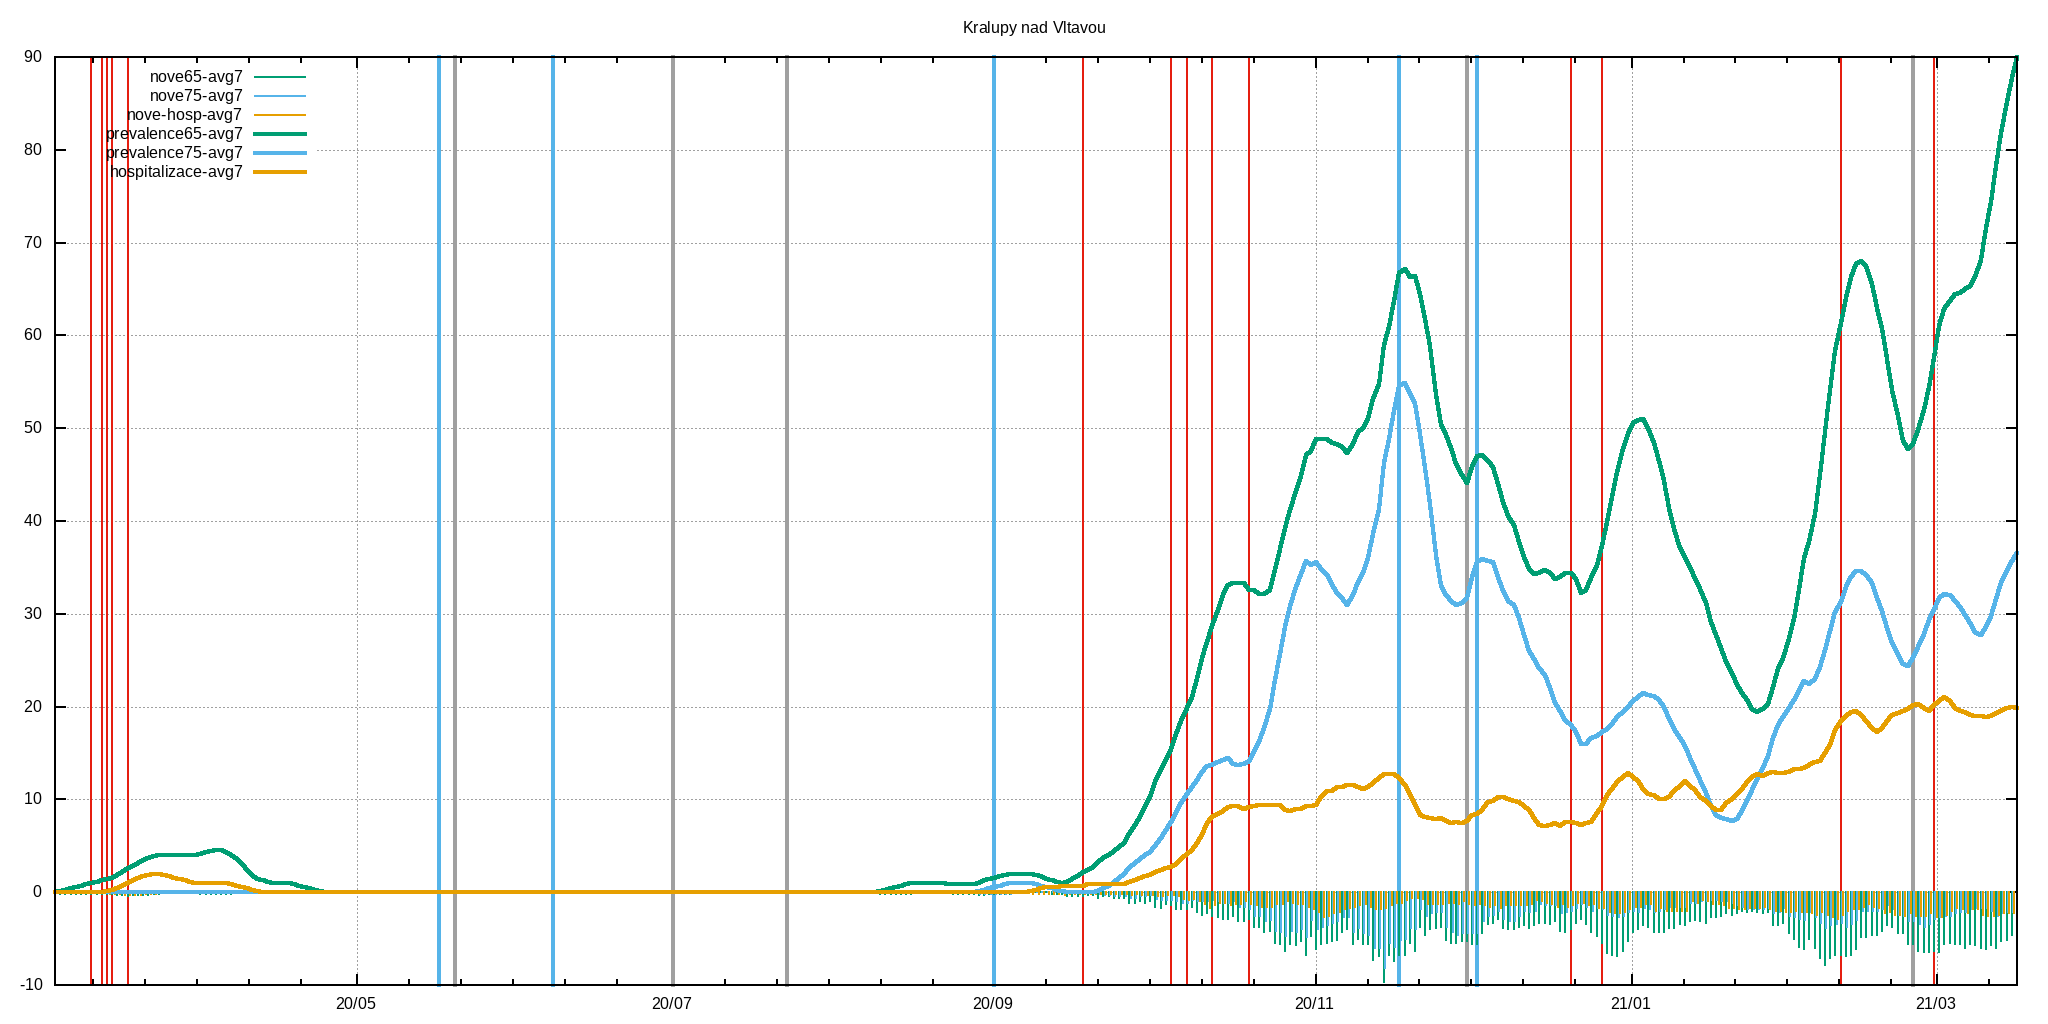 Kralupy nad Vltavou
90
80
70
60
50
40
30
20
10
0
-10
nove65-avg7
nove75-avg7
nove-hosp-avg7
prevalence65-avg7
prevalence75-avg7
hospitalizace-avg7
20/05
20/07
20/09
20/11
21/01
21/03